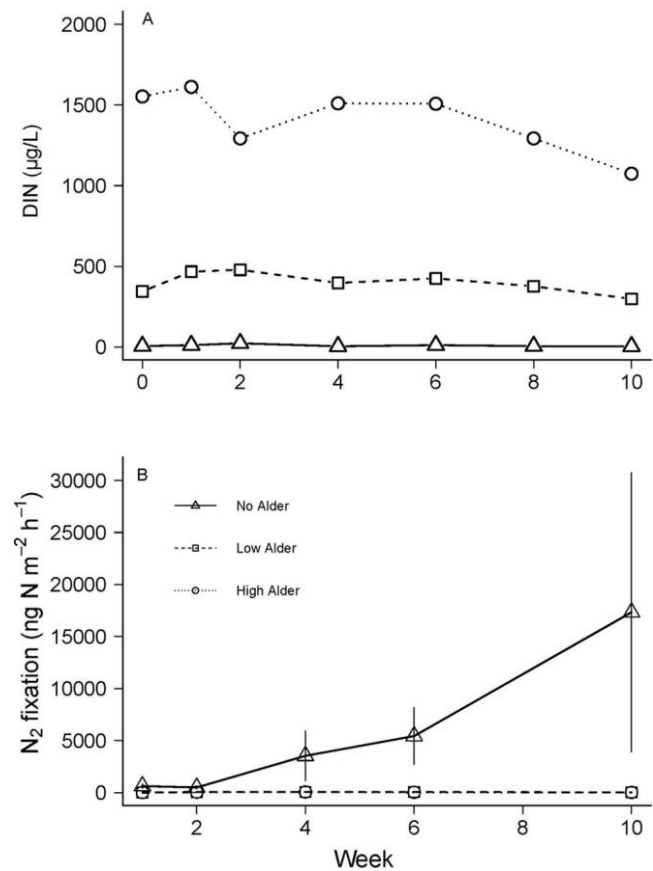 A
2000
1500
1000
500
0
DIN (µg/L)
0 2 4 6 8 10
B
30000
25000
20000
15000
10000
5000
0
N₂ fixation (ng N m⁻² h⁻¹)
No Alder
Low Alder
High Alder
2 4 6 8 10
Week